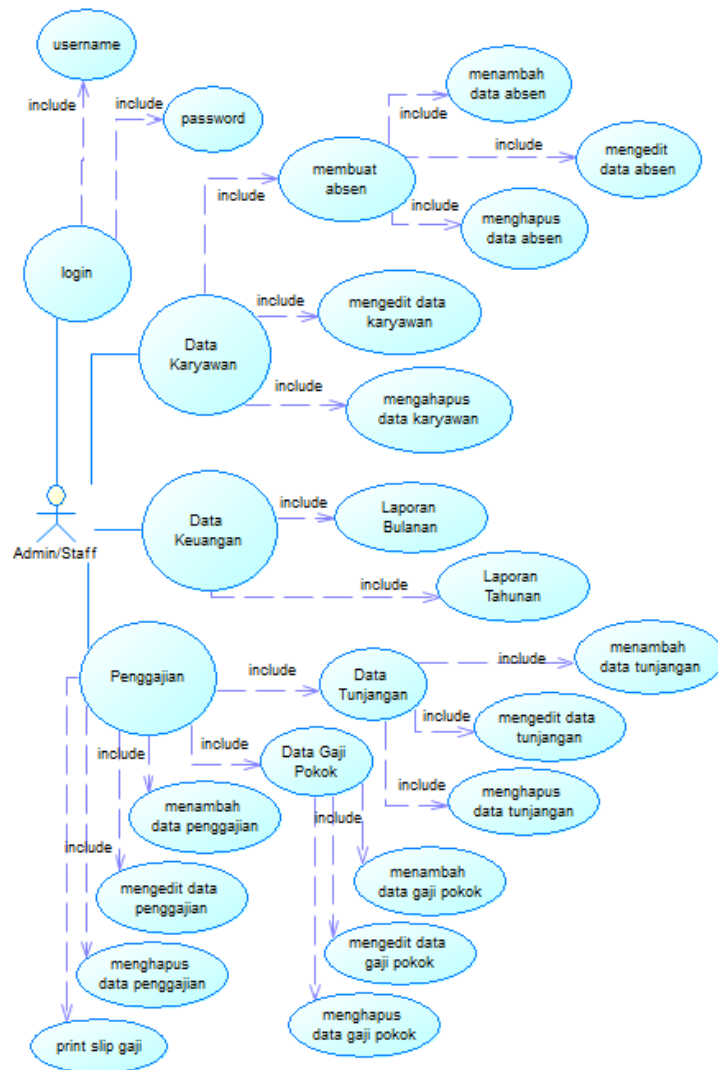 username
include
include
password
login
menambah
data absen
include
include
mengedit
data absen
membuat
absen
include
include
menghapus
data absen
mengedit data
karyawan
include
Data
Karyawan
include
mengahapus
data karyawan
Admin/Staff
Data
Keuangan
include
Laporan
Bulanan
include
Laporan
Tahunan
Penggajian
include
Data
Tunjangan
include
menambah
data tunjangan
include
mengedit data
tunjangan
include
menghapus
data tunjangan
include
Data Gaji
Pokok
include
menambah
data penggajian
include
menambah
data gaji pokok
include
mengedit data
penggajian
mengedit data
gaji pokok
menghapus
data penggajian
menghapus
data gaji pokok
print slip gaji